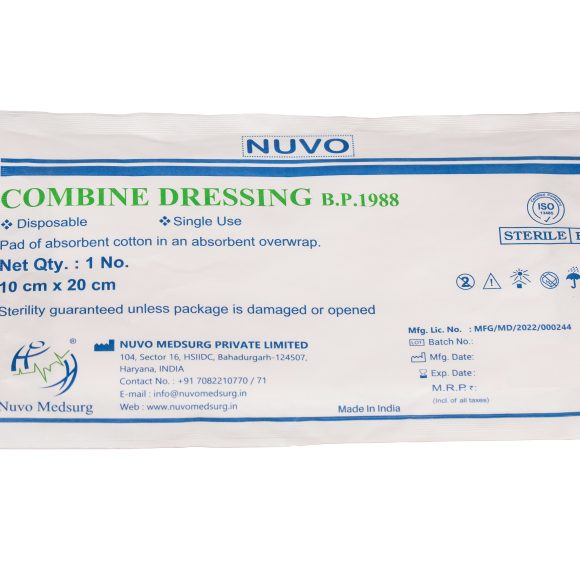 NUVO
COMBINE DRESSING B.P.1988
❖ Disposable ❖ Single Use
Pad of absorbent cotton in an absorbent overwrap.
Net Qty. : 1 No.
10 cm x 20 cm
Sterility guaranteed unless package is damaged or opened
ISO
STERILE
2
Mfg. Lic. No. : MFG/MD/2022/000244
LOT Batch No.:
Mfg. Date:
Exp. Date:
M.R.P.₹:
(Incl. of all taxes)
®
Nuvo Medsurg
NUVO MEDSURG PRIVATE LIMITED
104, Sector 16, HSIIDC, Bahadurgarh-124507,
Haryana, INDIA
Contact No. : +91 7082210770 / 71
E-mail : info@nuvomedsurg.in
Web : www.nuvomedsurg.in
Made In India